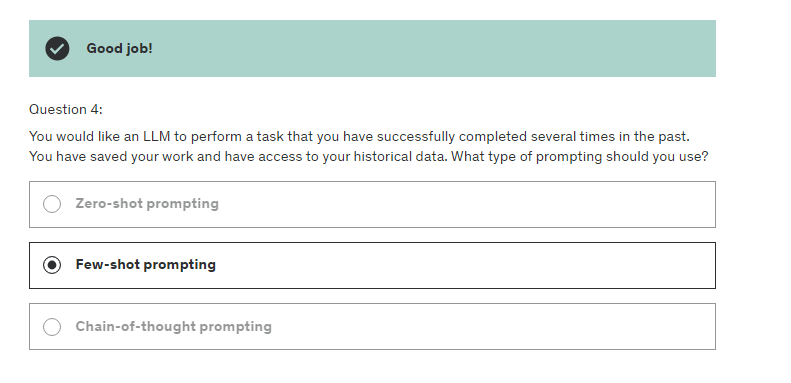 Good job!
Question 4:
You would like an LLM to perform a task that you have successfully completed several times in the past.
You have saved your work and have access to your historical data. What type of prompting should you use?
Zero-shot prompting
Few-shot prompting
Chain-of-thought prompting